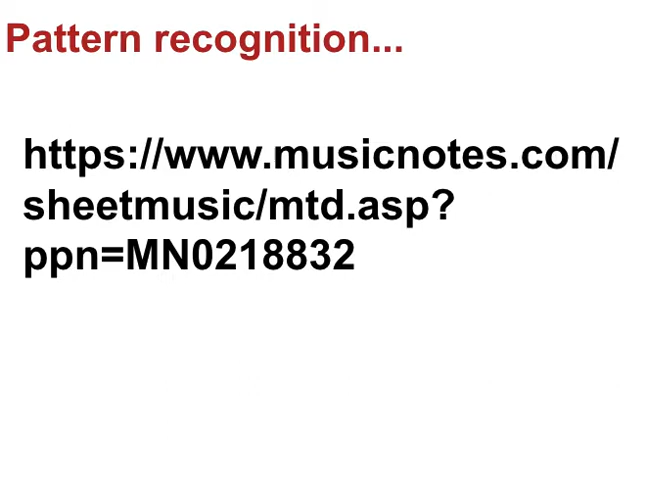 Pattern recognition...
https://www.musicnotes.com/
sheetmusic/mtd.asp?
ppn=MN0218832